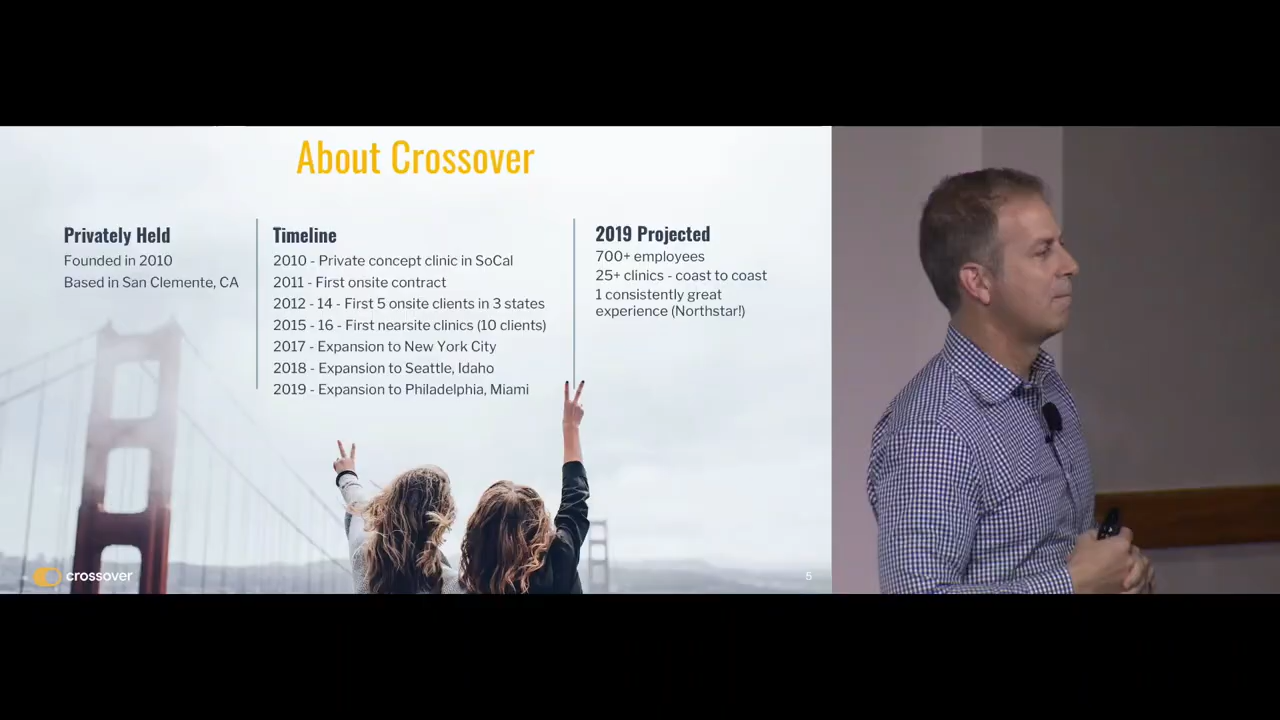 About Crossover
Privately Held
Founded in 2010
Based in San Clemente, CA
Timeline
2010 - Private concept clinic in SoCal
2011 - First onsite contract
2012 - 14 - First 5 onsite clients in 3 states
2015 - 16 - First nearsite clinics (10 clients)
2017 - Expansion to New York City
2018 - Expansion to Seattle, Idaho
2019 - Expansion to Philadelphia, Miami
2019 Projected
700+ employees
25+ clinics - coast to coast
1 consistently great
experience (Northstar!)
crossover
5